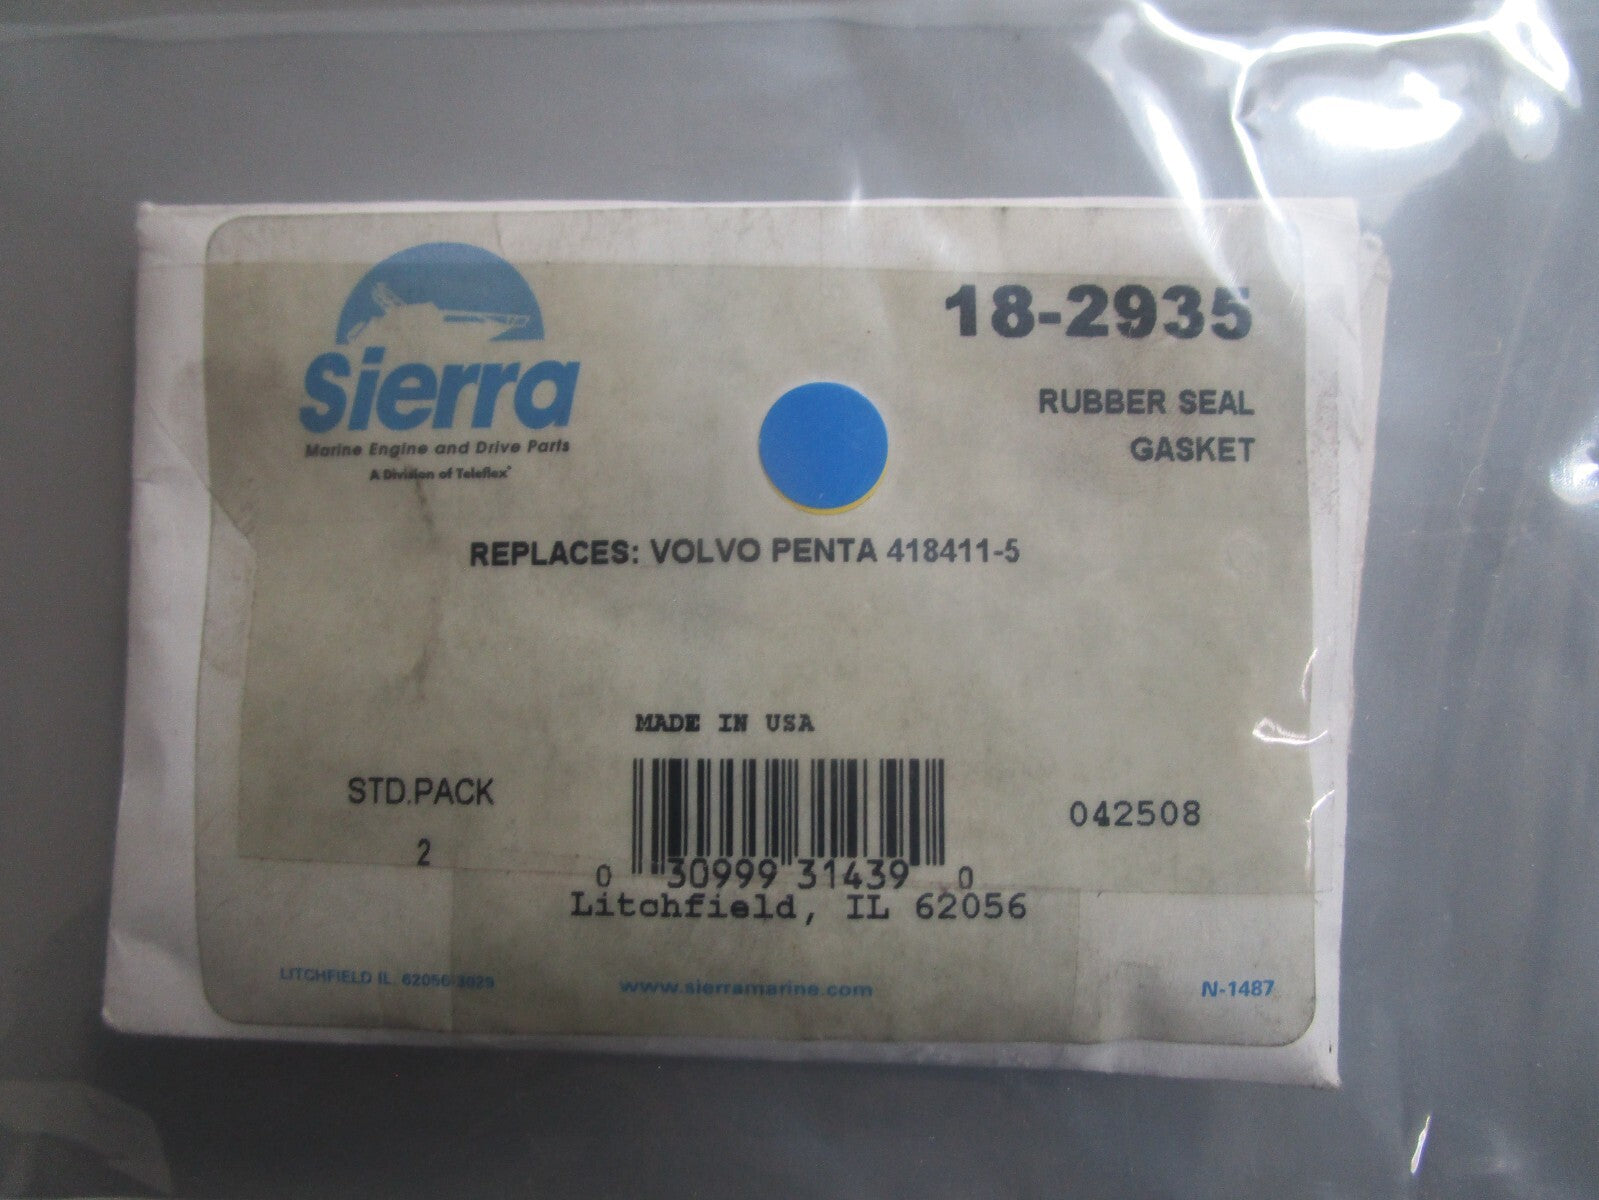 Sierra
Marine Engine and Drive Parts
A Division of Teleflex®
18-2935
RUBBER SEAL
GASKET
REPLACES: VOLVO PENTA 418411-5
MADE IN USA
STD.PACK
2
042508
0 30999 31439 0
Litchfield, IL 62056
LITCHFIELD IL. 62056-3029
www.sierramarine.com
N-1487